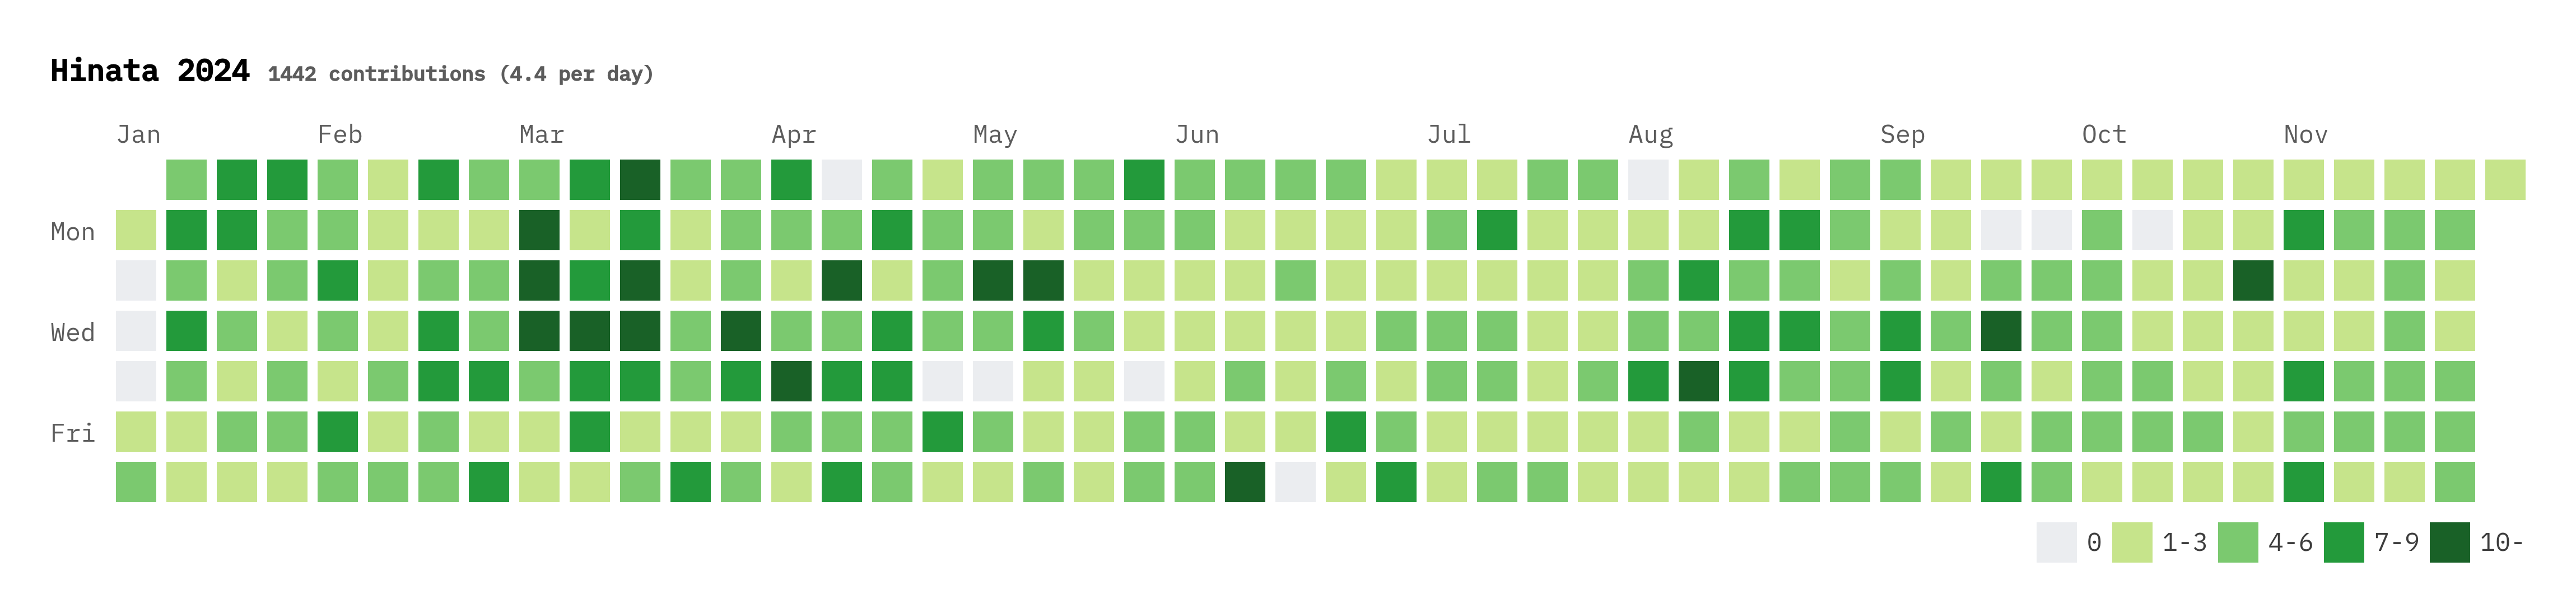 Hinata 2024 1442 contributions (4.4 per day)
Jan Feb Mar Apr May Jun Jul Aug Sep Oct Nov
Mon
Wed
Fri
0 1-3 4-6 7-9 10-